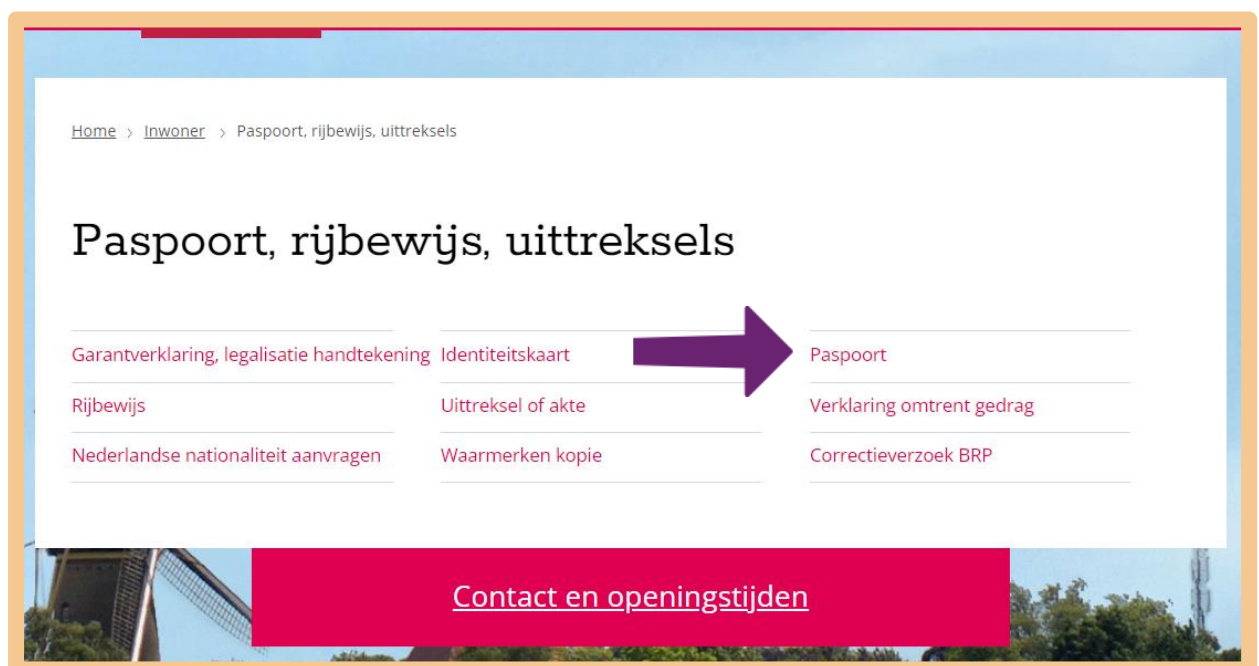 Home > Inwoner > Paspoort, rijbewijs, uittreksels
Paspoort, rijbewijs, uittreksels
Garantverklaring, legalisatie handtekening Identiteitskaart Paspoort
Rijbewijs Uittreksel of akte Verklaring omtrent gedrag
Nederlandse nationaliteit aanvragen Waarmerken kopie Correctieverzoek BRP
Contact en openingstijden